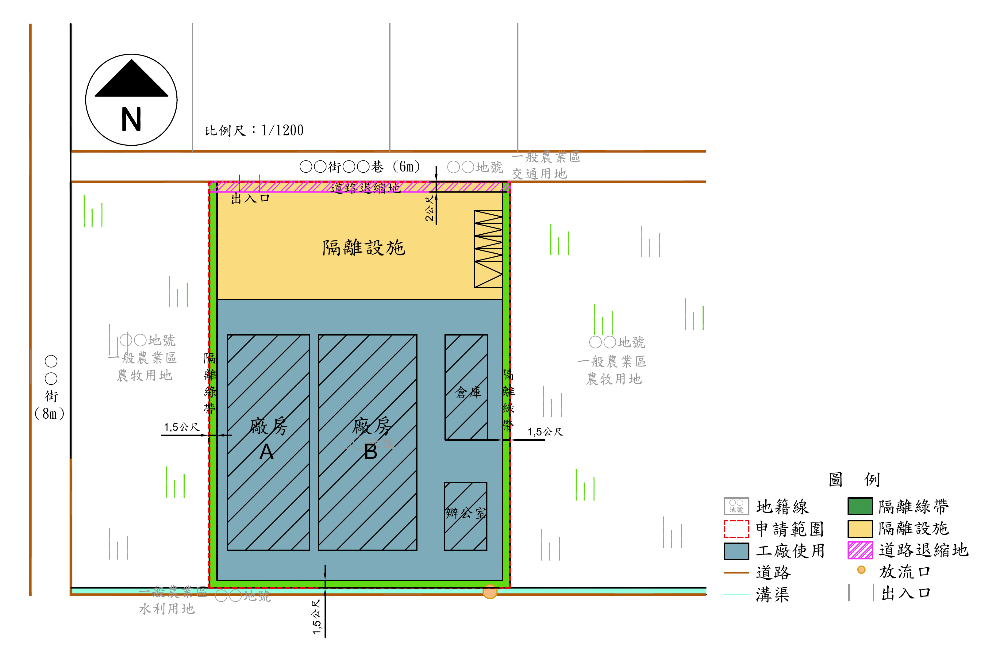 N
比例尺：1/1200
○○街○○巷 (6m)
○○地號
一般農業區
交通用地
道路退縮地
出入口
2公尺
隔離設施
○○地號
一般農業區
農牧用地
○○街
(8m)
隔離綠帶
1,5公尺
廠房
A
廠房
○○地號
B
倉庫
辦公室
隔離綠帶
1,5公尺
○○地號
一般農業區
農牧用地
一般農業區
水利用地
○○地號
1,5公尺
圖 例
○○
地號
地籍線
申請範圍
工廠使用
道路
溝渠
隔離綠帶
隔離設施
道路退縮地
放流口
出入口